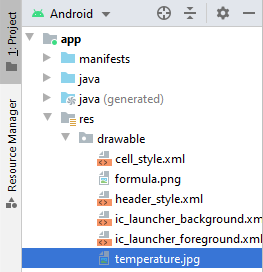 1: Project
Resource Manager
Android
app
manifests
java
java (generated)
res
drawable
cell_style.xml
formula.png
header_style.xml
ic_launcher_background.xm
ic_launcher_foreground.xm
temperature.jpg